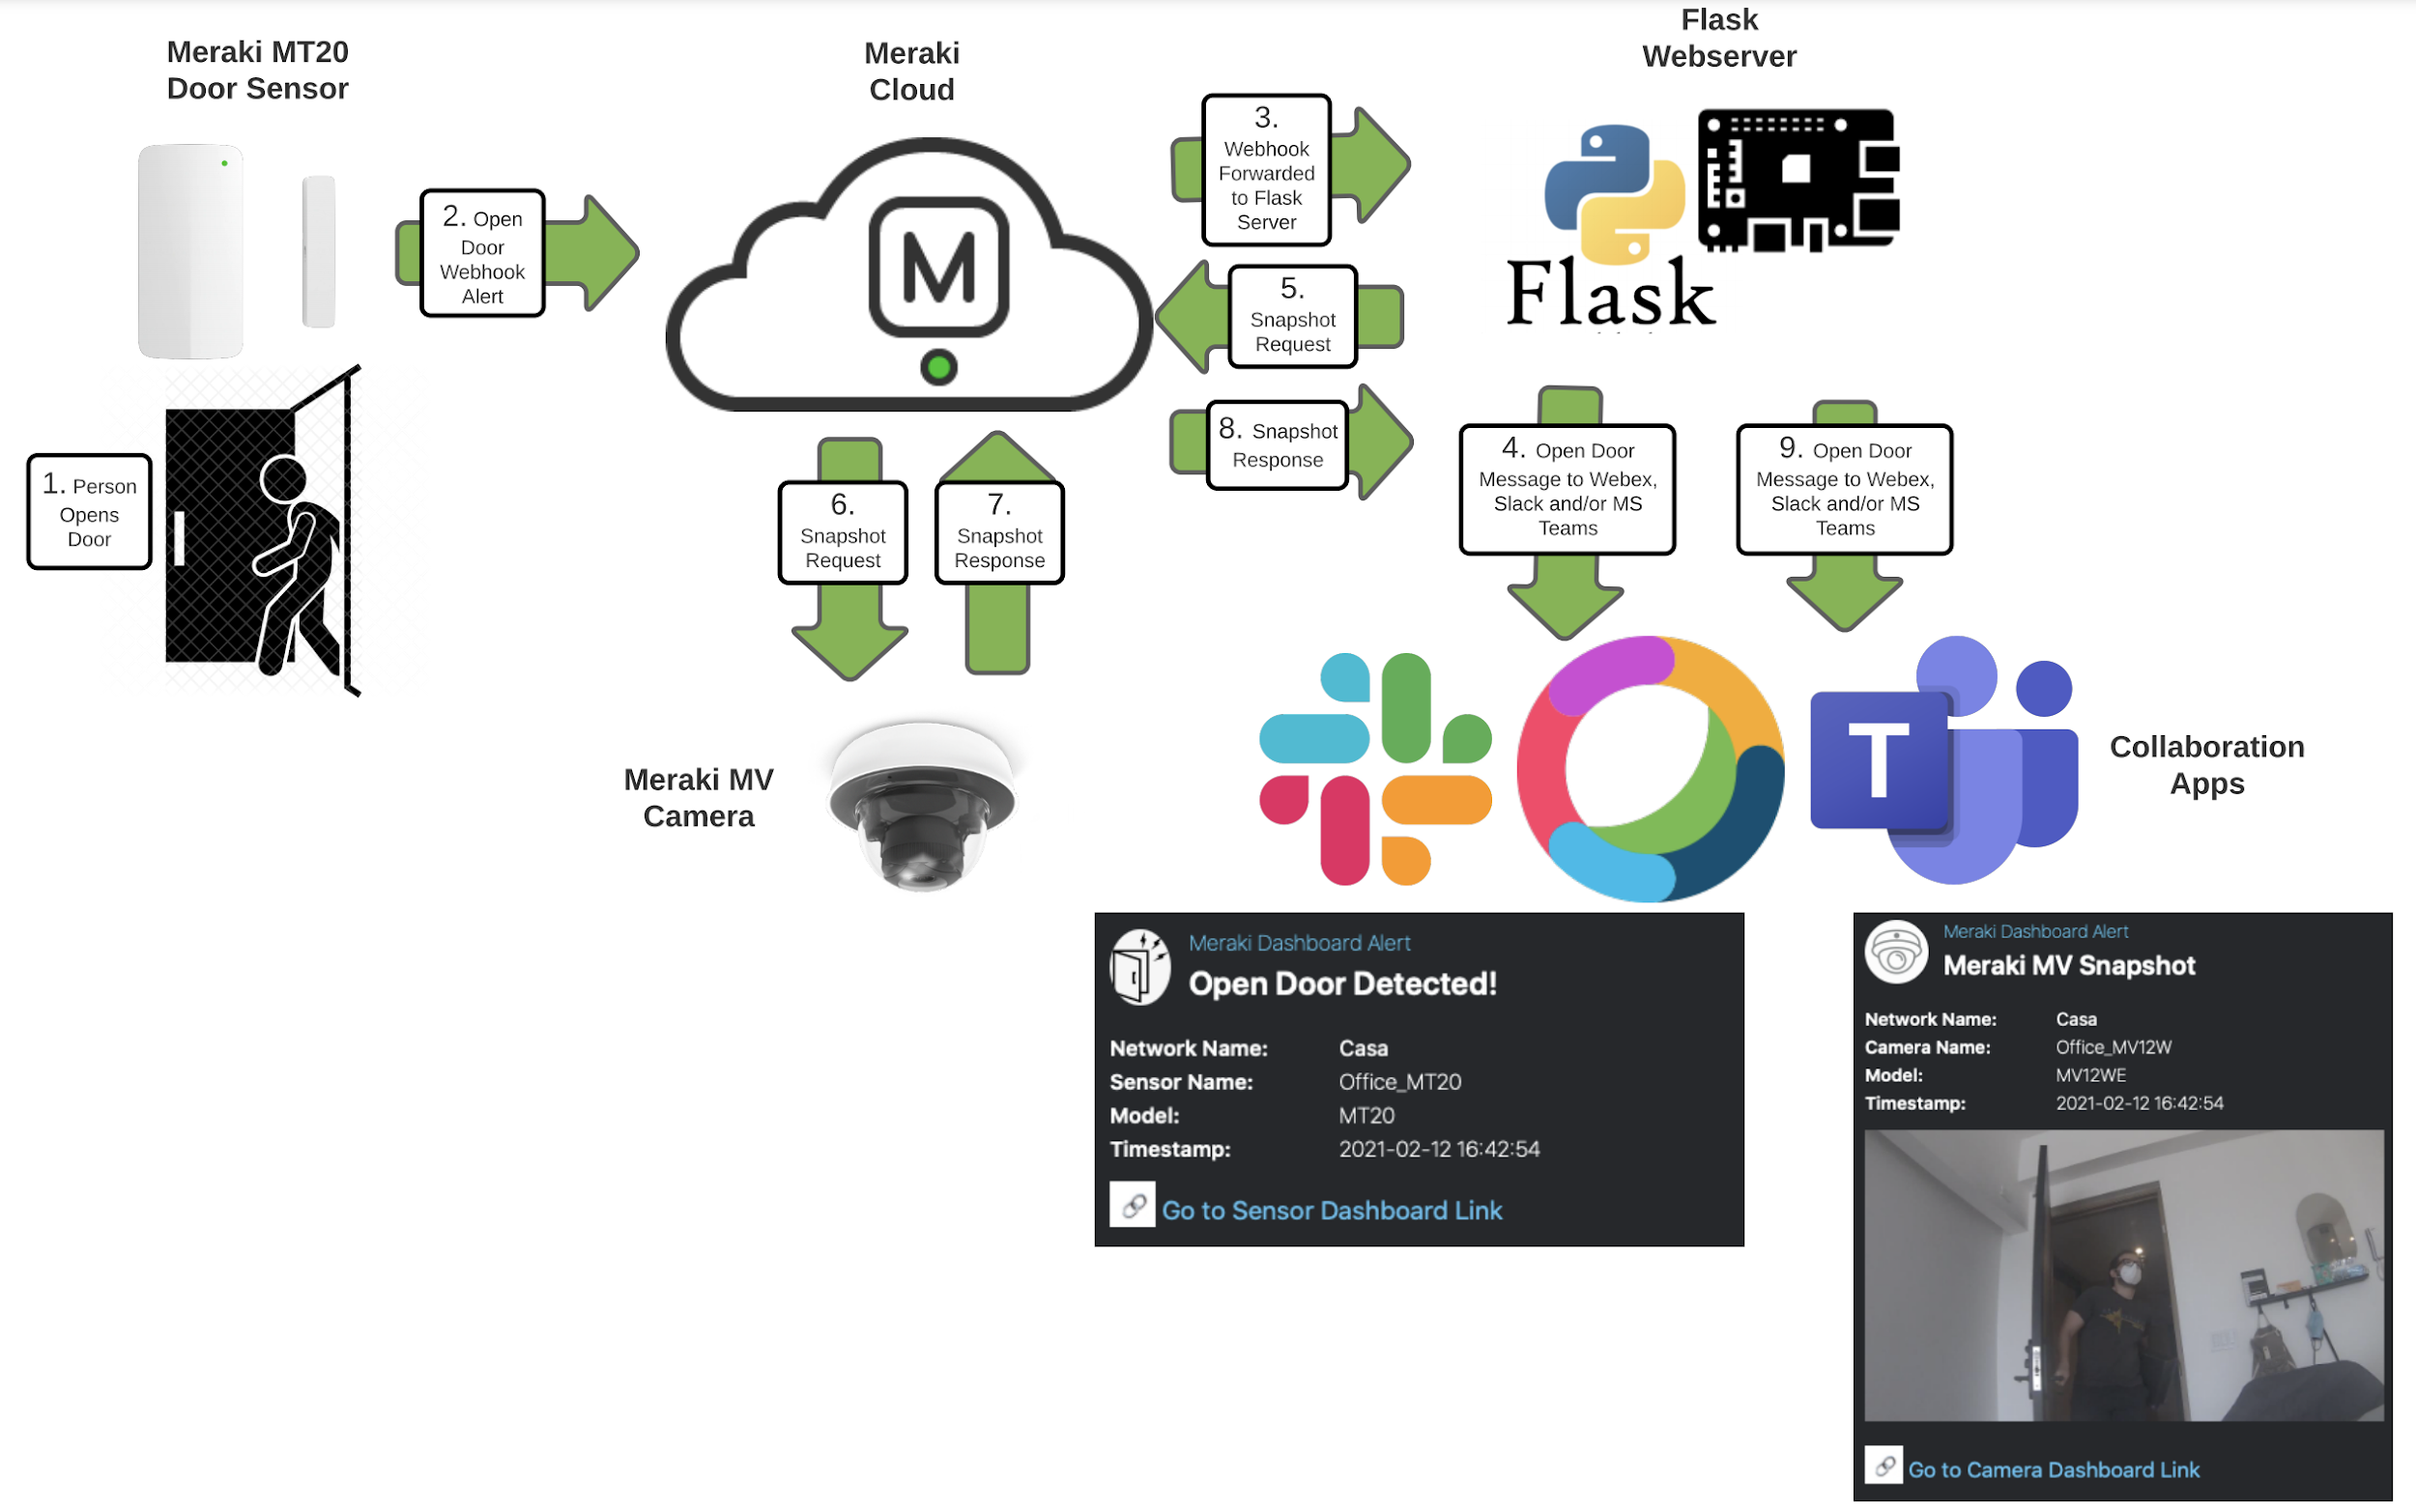 Meraki MT20
Door Sensor
Meraki
Cloud
Flask
Webserver
1. Person
Opens
Door
2. Open
Door
Webhook
Alert
M
3.
Webhook
Forwarded
to Flask
Server
Flask
5.
Snapshot
Request
8. Snapshot
Response
4. Open Door
Message to Webex,
Slack and/or MS
Teams
9. Open Door
Message to Webex,
Slack and/or MS
Teams
6.
Snapshot
Request
7.
Snapshot
Response
Meraki MV
Camera
T
Collaboration
Apps
Meraki Dashboard Alert
Open Door Detected!
Network Name: Casa
Sensor Name: Office_MT20
Model: MT20
Timestamp: 2021-02-12 16:42:54
Go to Sensor Dashboard Link
Meraki Dashboard Alert
Meraki MV Snapshot
Network Name: Casa
Camera Name: Office_MV12W
Model: MV12WE
Timestamp: 2021-02-12 16:42:54
Go to Camera Dashboard Link